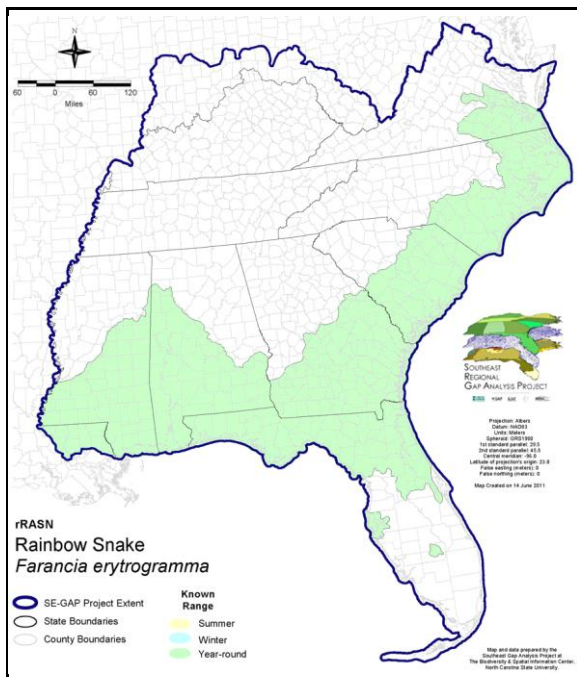 N
60 0 60 120
Miles
SOUTHEAST
REGIONAL
GAP ANALYSIS PROJECT
Projection: Albers
Datum: NAD83
Units: Meters
Spheroid: GRS1980
1st standard parallel: 29.5
2nd standard parallel: 45.5
Central meridian: -96.0
Latitude of projection's origin: 23.0
False easting (meters): 0
False northing (meters): 0
Map Created on 14 June 2011
rRASN
Rainbow Snake
Farancia erytrogramma
SE-GAP Project Extent
State Boundaries
County Boundaries
Known
Range
Summer
Winter
Year-round
Map and data prepared by the
Southeast Gap Analysis Project at
The Biodiversity & Spatial Information Center,
North Carolina State University.